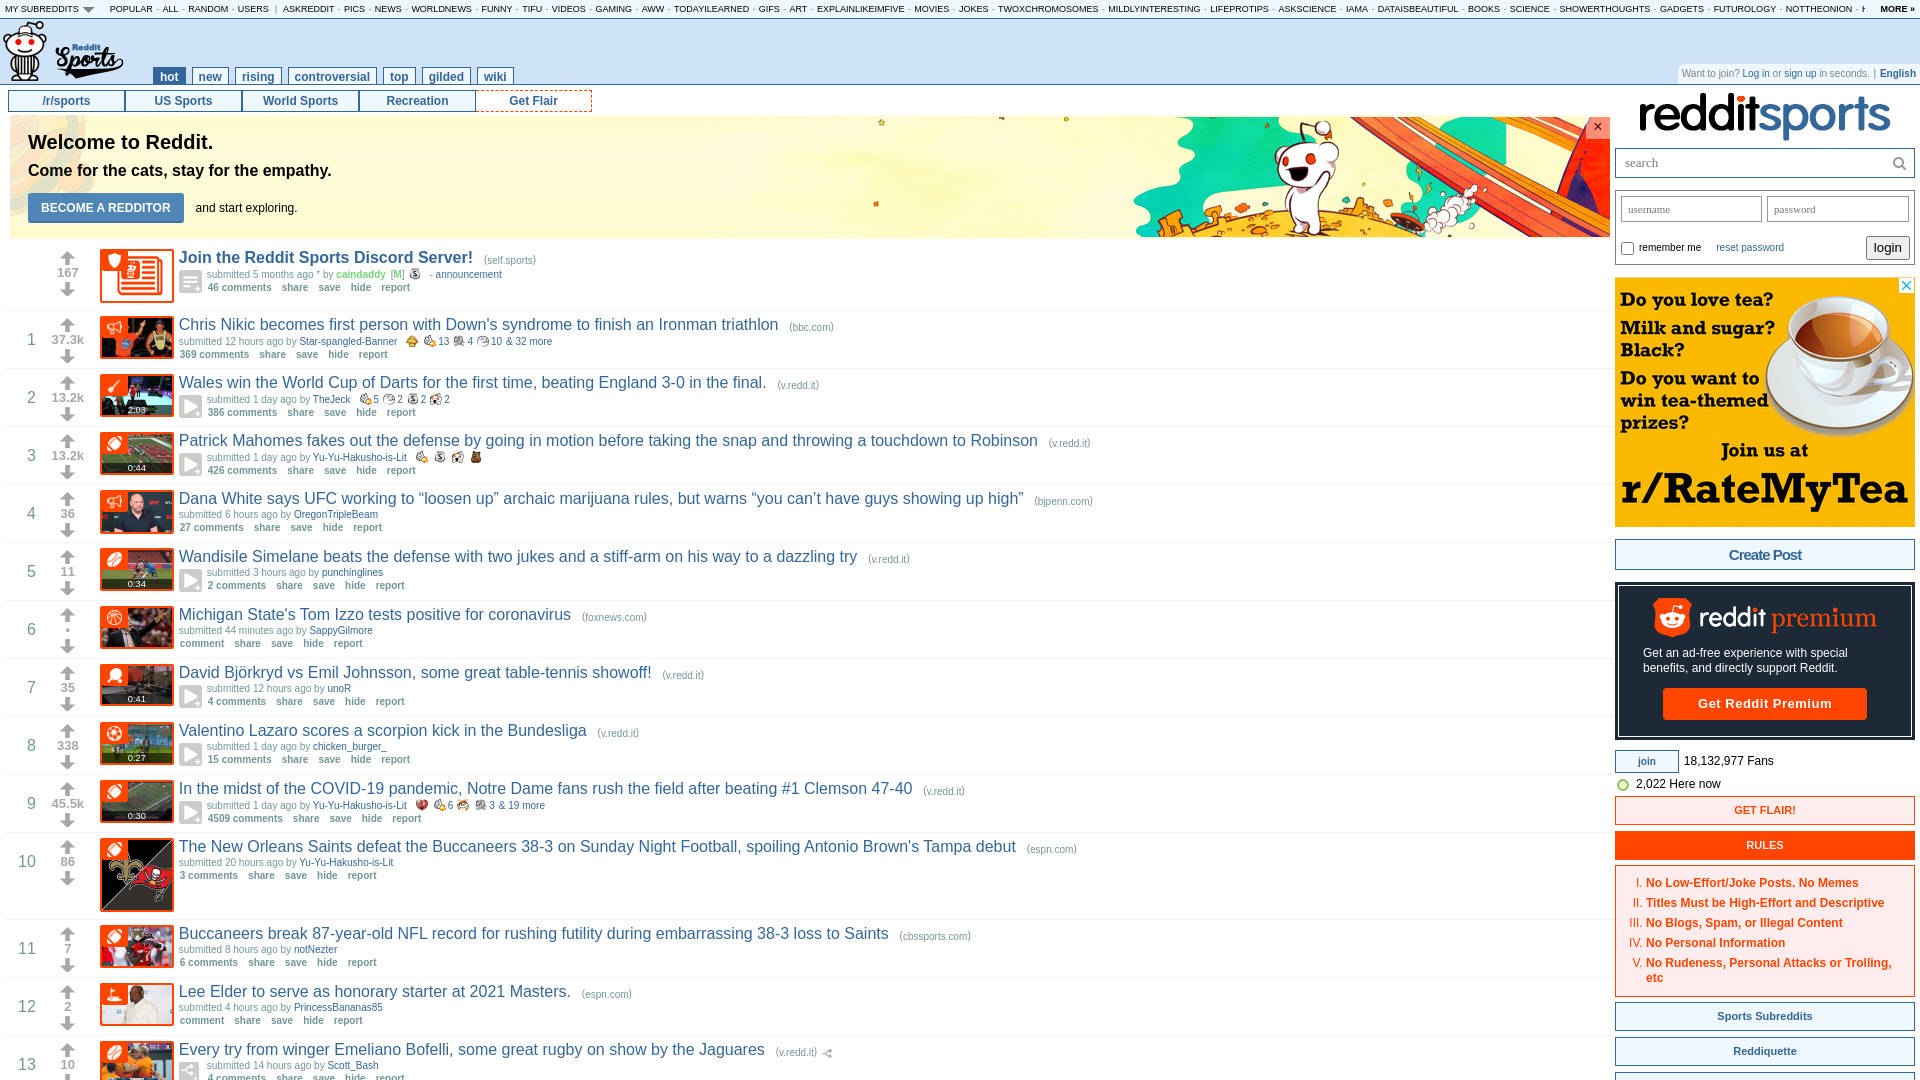 MY SUBREDDITS POPULAR - ALL - RANDOM - USERS | ASKREDDIT - PICS - NEWS - WORLDNEWS - FUNNY - TIFU - VIDEOS - GAMING - AWW - TODAYILEARNED - GIFS - ART - EXPLAINLIKEIMFIVE - MOVIES - JOKES - TWOXCHROMOSOMES - MILDLYINTERESTING - LIFEPROTIPS - ASKSCIENCE - IAMA - DATAISBEAUTIFUL - BOOKS - SCIENCE - SHOWERTHOUGHTS - GADGETS - FUTUROLOGY - NOTTHEONION - MORE »
Reddit
Sports
hot new rising controversial top gilded wiki
Want to join? Log in or sign up in seconds. | English
/r/sports US Sports World Sports Recreation Get Flair
redditsports
Welcome to Reddit.
Come for the cats, stay for the empathy.
BECOME A REDDITOR and start exploring.
×
search
username password
remember me reset password login
167
Join the Reddit Sports Discord Server! (self.sports)
submitted 5 months ago * by caindaddy [M] - announcement
46 comments share save hide report
1 37.3k
Chris Nikic becomes first person with Down's syndrome to finish an Ironman triathlon (bbc.com)
submitted 12 hours ago by Star-spangled-Banner 13 4 10 & 32 more
369 comments share save hide report
2 13.2k 2:03
Wales win the World Cup of Darts for the first time, beating England 3-0 in the final. (v.redd.it)
submitted 1 day ago by TheJeck 5 2 2 2
386 comments share save hide report
3 13.2k 0:44
Patrick Mahomes fakes out the defense by going in motion before taking the snap and throwing a touchdown to Robinson (v.redd.it)
submitted 1 day ago by Yu-Yu-Hakusho-is-Lit
426 comments share save hide report
4 36
Dana White says UFC working to “loosen up” archaic marijuana rules, but warns “you can’t have guys showing up high” (bjpenn.com)
submitted 6 hours ago by OregonTripleBeam
27 comments share save hide report
5 11 0:34
Wandisile Simelane beats the defense with two jukes and a stiff-arm on his way to a dazzling try (v.redd.it)
submitted 3 hours ago by punchinglines
2 comments share save hide report
6 •
Michigan State's Tom Izzo tests positive for coronavirus (foxnews.com)
submitted 44 minutes ago by SappyGilmore
comment share save hide report
7 35 0:41
David Björkryd vs Emil Johnsson, some great table-tennis showoff! (v.redd.it)
submitted 12 hours ago by unoR
4 comments share save hide report
8 338 0:27
Valentino Lazaro scores a scorpion kick in the Bundesliga (v.redd.it)
submitted 1 day ago by chicken_burger_
15 comments share save hide report
9 45.5k 0:30
In the midst of the COVID-19 pandemic, Notre Dame fans rush the field after beating #1 Clemson 47-40 (v.redd.it)
submitted 1 day ago by Yu-Yu-Hakusho-is-Lit 6 3 & 19 more
4509 comments share save hide report
10 86
The New Orleans Saints defeat the Buccaneers 38-3 on Sunday Night Football, spoiling Antonio Brown's Tampa debut (espn.com)
submitted 20 hours ago by Yu-Yu-Hakusho-is-Lit
3 comments share save hide report
11 7
Buccaneers break 87-year-old NFL record for rushing futility during embarrassing 38-3 loss to Saints (cbssports.com)
submitted 8 hours ago by notNezter
6 comments share save hide report
12 2
Lee Elder to serve as honorary starter at 2021 Masters. (espn.com)
submitted 4 hours ago by PrincessBananas85
comment share save hide report
13 10
Every try from winger Emeliano Bofelli, some great rugby on show by the Jaguares (v.redd.it)
submitted 14 hours ago by Scott_Bash
4 comments share save hide report
Do you love tea?
Milk and sugar?
Black?
Do you want to
win tea-themed
prizes?
Join us at
r/RateMyTea
Create Post
reddit premium
Get an ad-free experience with special
benefits, and directly support Reddit.
Get Reddit Premium
join 18,132,977 Fans
2,022 Here now
GET FLAIR!
RULES
I. No Low-Effort/Joke Posts. No Memes
II. Titles Must be High-Effort and Descriptive
III. No Blogs, Spam, or Illegal Content
IV. No Personal Information
V. No Rudeness, Personal Attacks or Trolling,
etc
Sports Subreddits
Reddiquette